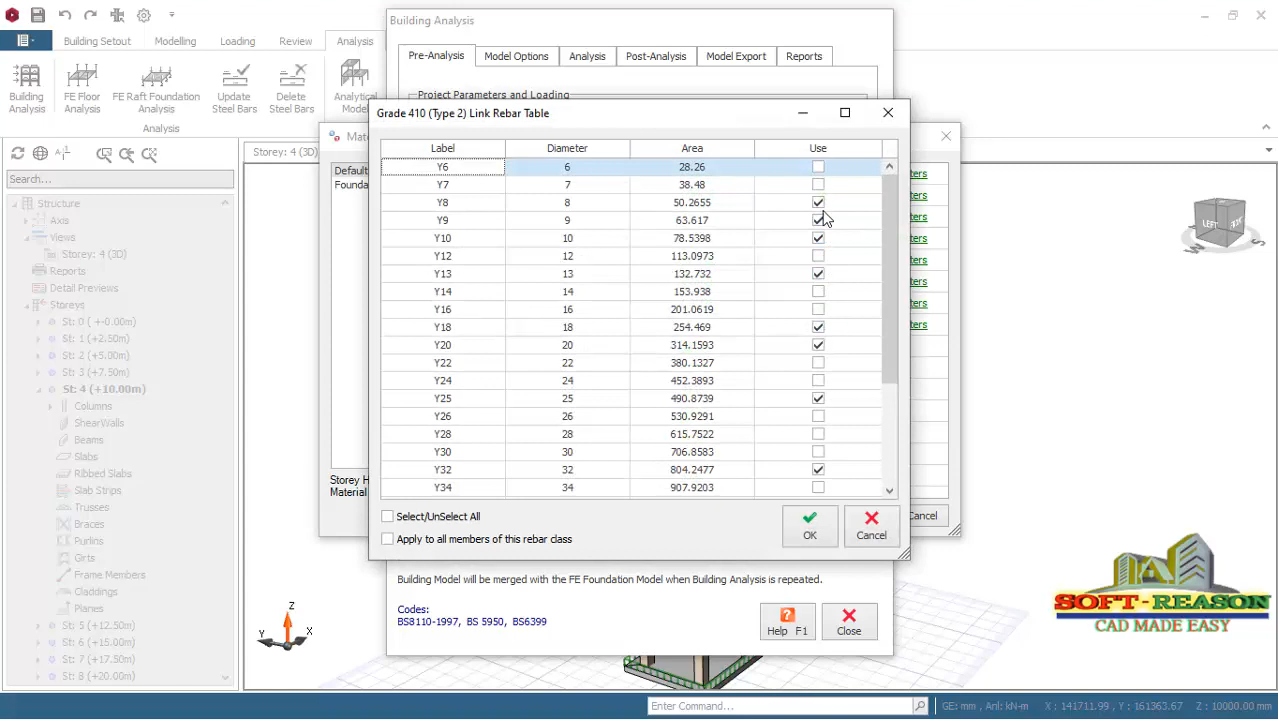 Building Analysis
Building Setout Modelling Loading Review Analysis
Pre-Analysis Model Options Analysis Post-Analysis Model Export Reports
Building Analysis
FE Floor Analysis
FE Raft Foundation Analysis
Update Steel Bars
Delete Steel Bars
Analytical Model
Analysis
Project Parameters and Loading
Grade 410 (Type 2) Link Rebar Table
Mate
Storey: 4 (3D)
Search...
Structure
Axis
Views
Storey: 4 (3D)
Reports
Detail Previews
Storeys
St: 0 ( +-0.00m)
St: 1 (+2.50m)
St: 2 (+5.00m)
St: 3 (+7.50m)
St: 4 (+10.00m)
Columns
ShearWalls
Beams
Slabs
Ribbed Slabs
Slab Strips
Trusses
Braces
Purlins
Girts
Frame Members
Claddings
Planes
St: 5 (+12.50m)
St: 6 (+15.00m)
St: 7 (+17.50m)
St: 8 (+20.00m)
Default
Founda
Storey H
Material
Label Diameter Area Use
Y6 6 28.26
Y7 7 38.48
Y8 8 50.2655
Y9 9 63.617
Y10 10 78.5398
Y12 12 113.0973
Y13 13 132.732
Y14 14 153.938
Y16 16 201.0619
Y18 18 254.469
Y20 20 314.1593
Y22 22 380.1327
Y24 24 452.3893
Y25 25 490.8739
Y26 26 530.9291
Y28 28 615.7522
Y30 30 706.8583
Y32 32 804.2477
Y34 34 907.9203
Select/UnSelect All
Apply to all members of this rebar class
OK
Cancel
ters
ters
ters
ters
ters
ters
ters
ters
Cancel
LEFT
Building Model will be merged with the FE Foundation Model when Building Analysis is repeated.
Codes:
BS8110-1997, BS 5950, BS6399
Help F1
Close
Z
Y
X
SOFT-REASON
CAD MADE EASY
Enter Command...
GE: mm , Anl: kN-m X : 141711.99 , Y : 161363.67 Z : 10000.00 mm